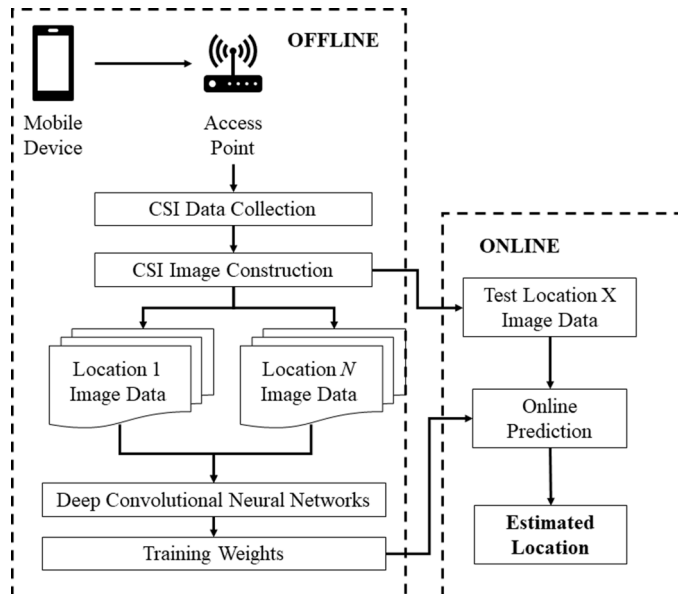 OFFLINE
Mobile
Device
Access
Point
CSI Data Collection
CSI Image Construction
Location 1
Image Data
Location N
Image Data
Deep Convolutional Neural Networks
Training Weights
ONLINE
Test Location X
Image Data
Online
Prediction
Estimated
Location